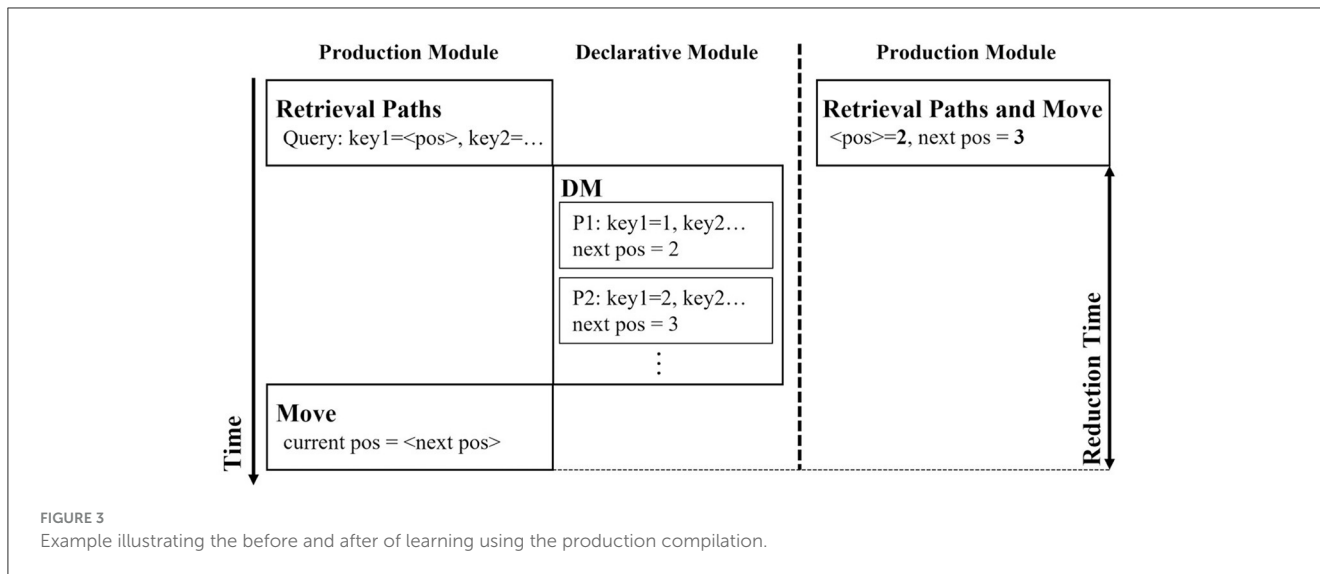 Production Module
Declarative Module
Production Module
Retrieval Paths
Query: key1=<pos>, key2=…
Retrieval Paths and Move
<pos>=2, next pos = 3
DM
P1: key1=1, key2…
next pos = 2
P2: key1=2, key2…
next pos = 3
⋮
Move
current pos = <next pos>
Time
Reduction Time
FIGURE 3
Example illustrating the before and after of learning using the production compilation.